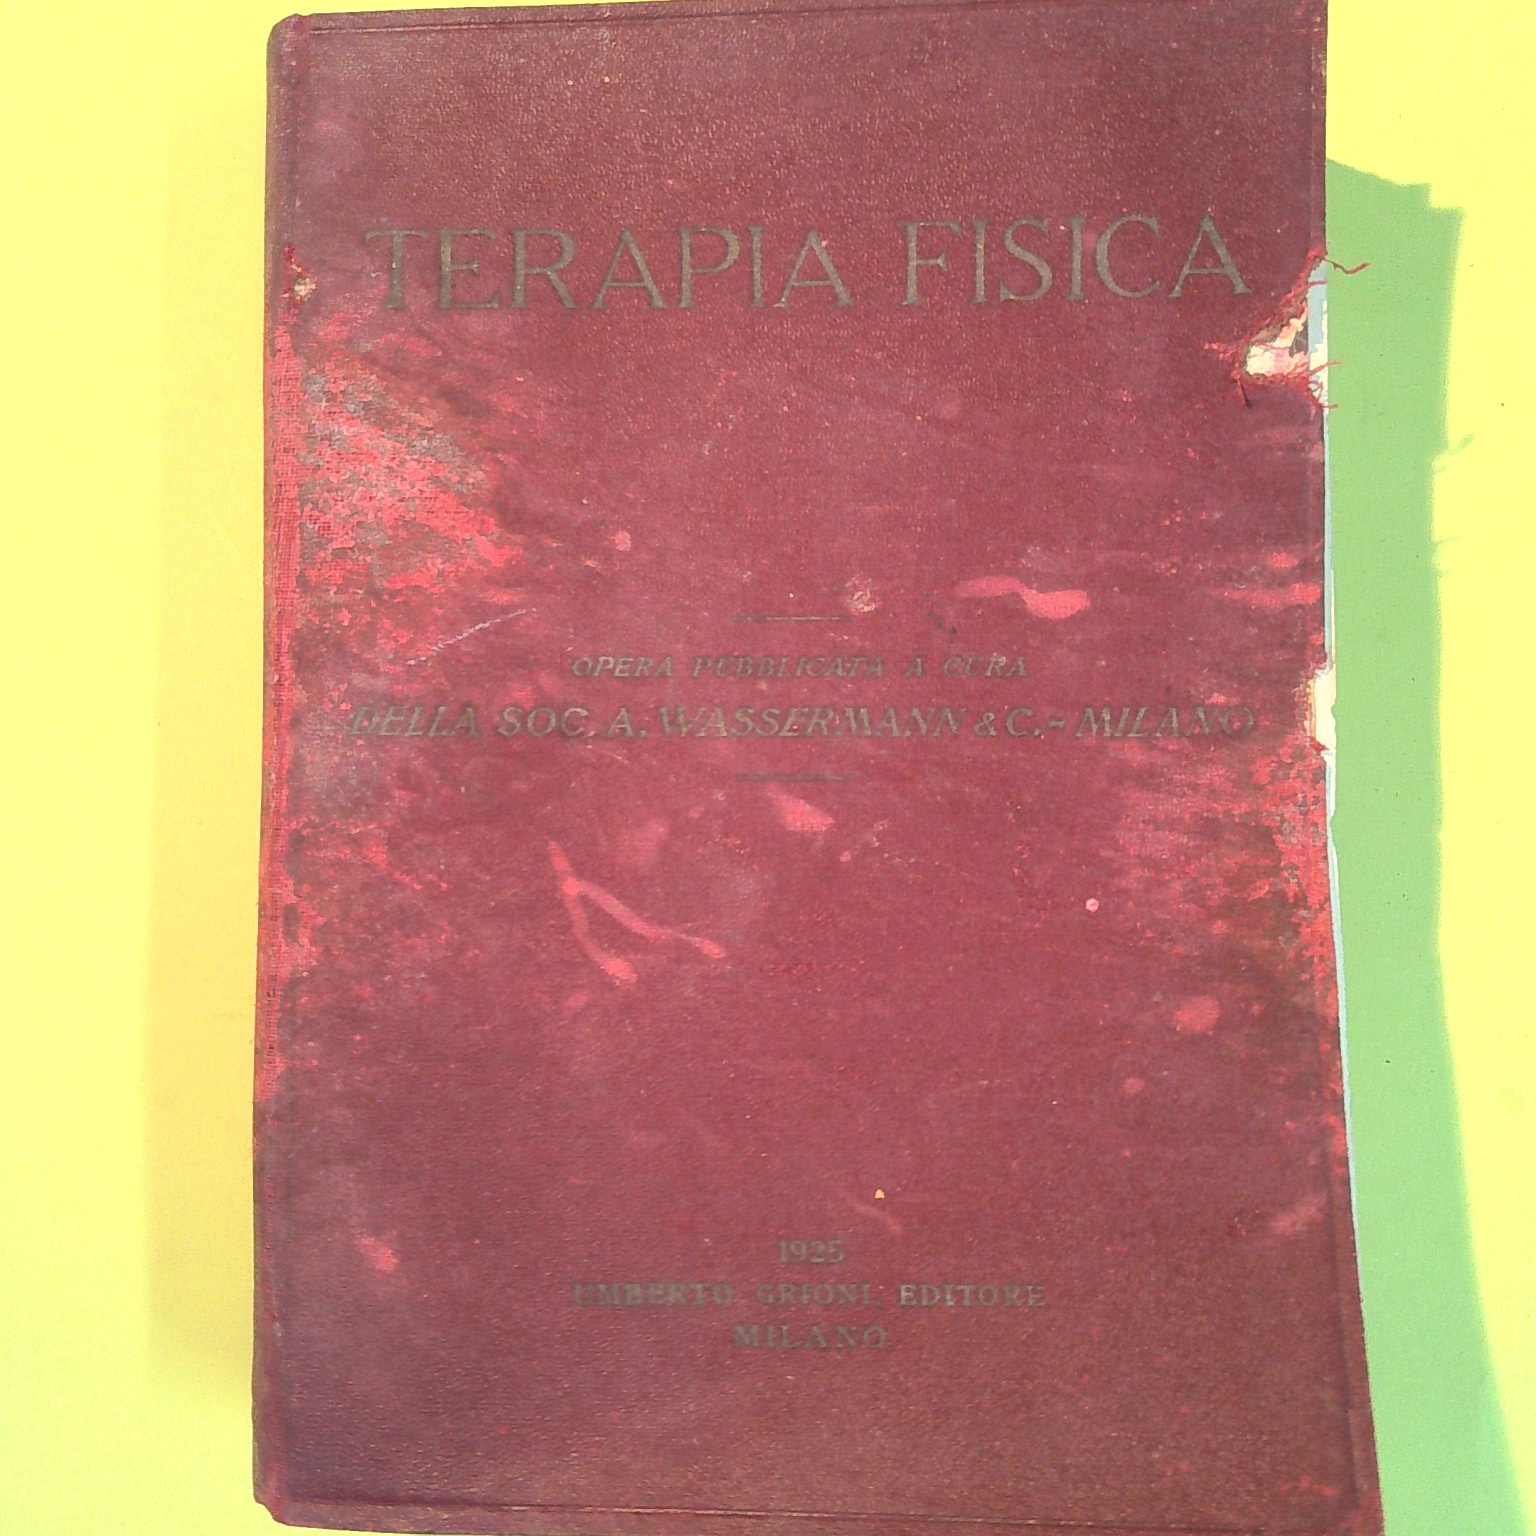 TERAPIA FISICA
OPERA PUBBLICATA A CURA
DELLA SOC. A. WASSERMANN & C. - MILANO
1925
UMBERTO GRIONI, EDITORE
MILANO